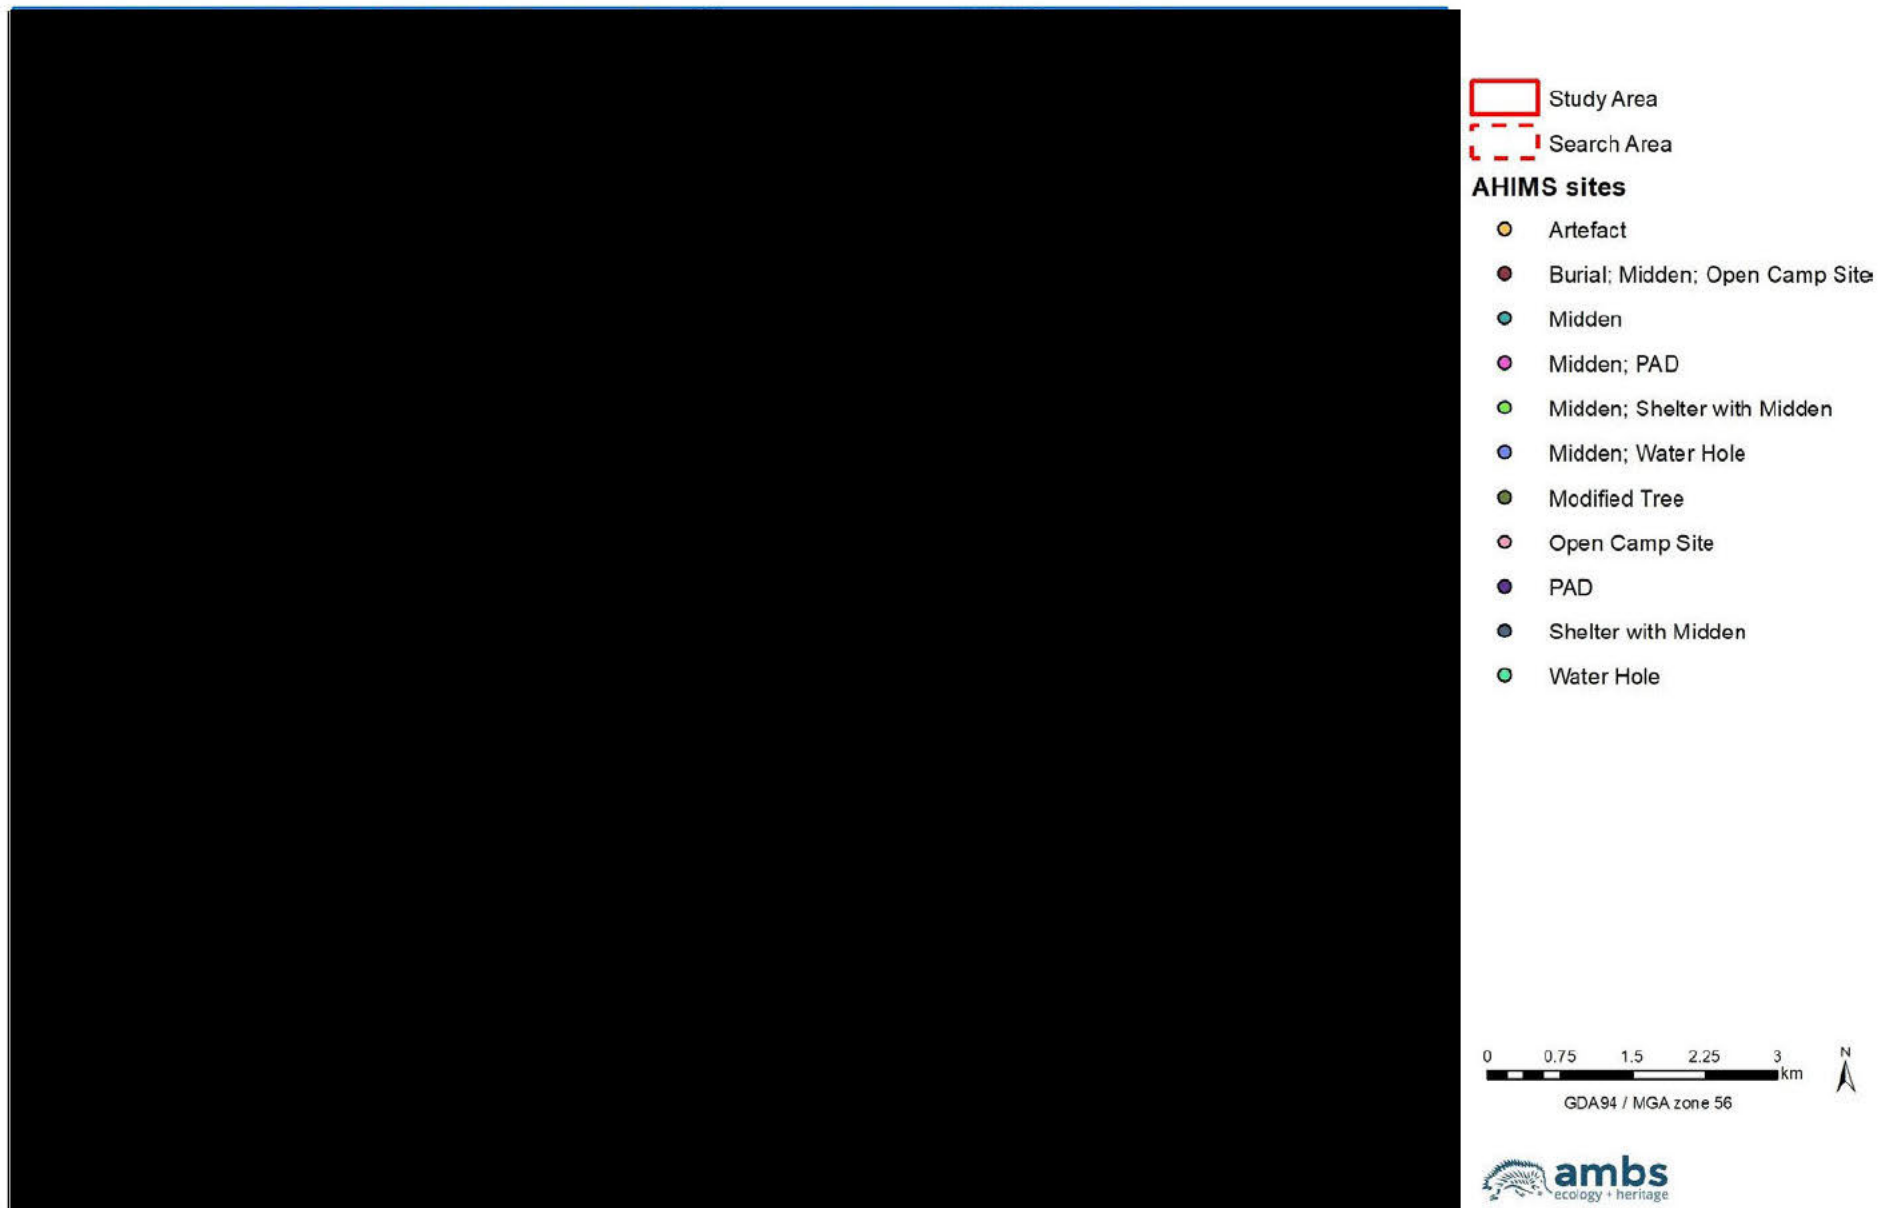 Study Area
Search Area
AHIMS sites
Artefact
Burial; Midden; Open Camp Site
Midden
Midden; PAD
Midden; Shelter with Midden
Midden; Water Hole
Modified Tree
Open Camp Site
PAD
Shelter with Midden
Water Hole
0 0.75 1.5 2.25 3
km
N
GDA94 / MGA zone 56
ambs
ecology + heritage